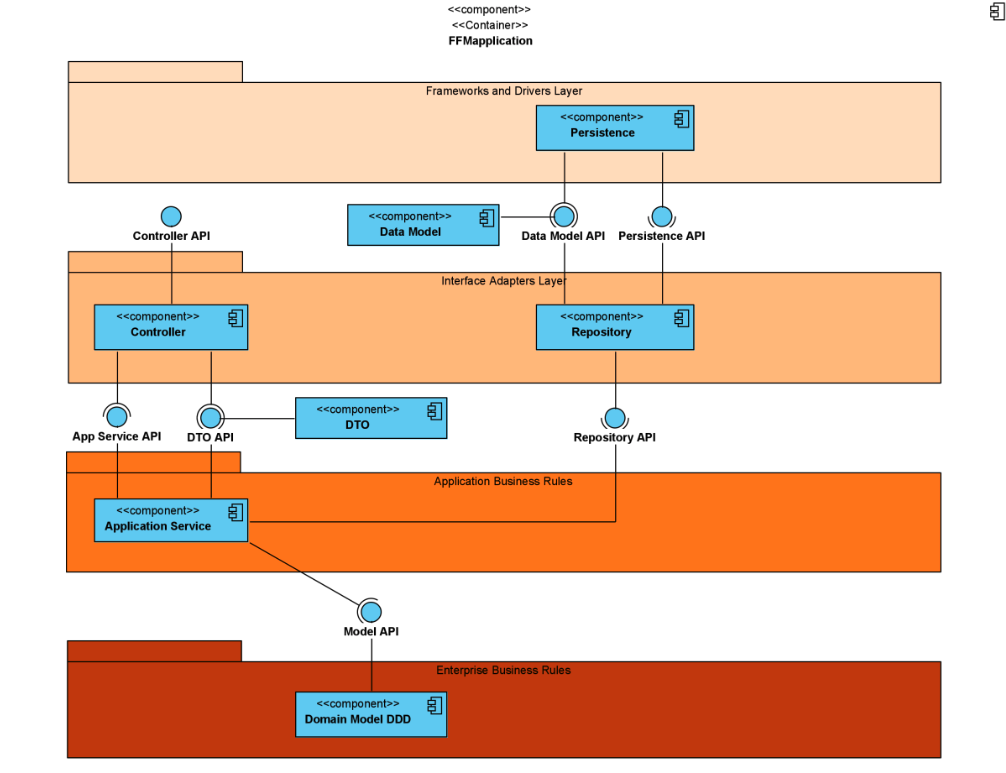 <<component>>
<<Container>>
FFMapplication
Frameworks and Drivers Layer
<<component>>
Persistence
<<component>>
Data Model
Controller API
Data Model API
Persistence API
Interface Adapters Layer
<<component>>
Controller
<<component>>
Repository
<<component>>
DTO
App Service API
DTO API
Repository API
Application Business Rules
<<component>>
Application Service
Model API
Enterprise Business Rules
<<component>>
Domain Model DDD